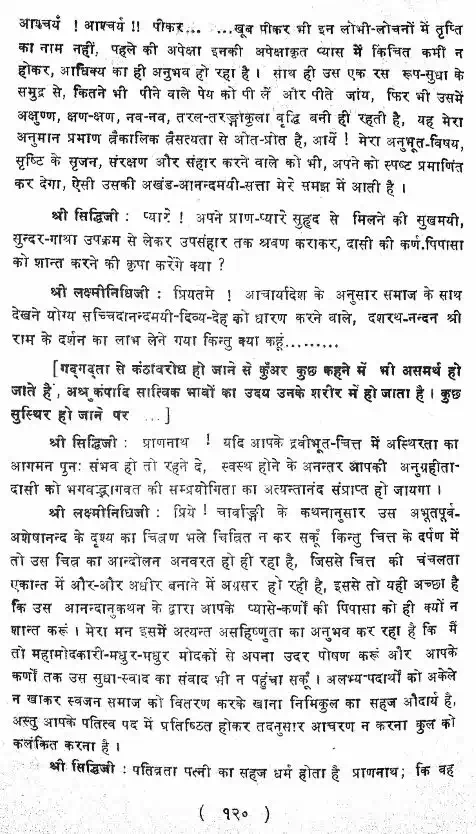 आश्चर्य ! आश्चर्य !! पीकर... ...खूब पीकर भी इन लोभी-लोचनों में तृप्ति
का नाम नहीं, पहले की अपेक्षा इनकी अपेक्षाकृत प्यास में किंचित कमी न
होकर, आधिक्य का ही अनुभव हो रहा है । साथ ही उस एक रस रूप-सुधा के
समुद्र से, कितने भी पीने वाले पेय को पी लें और पीते जांय, फिर भी उसमें
अक्षुण्ण, क्षण-क्षण, नव-नव, तरल-तरङ्गाकुला वृद्धि बनी ही रहती है, यह मेरा
अनुमान प्रमाण त्रैकालिक त्रैसत्यता से ओत-प्रोत है, आर्ये ! मेरा अनुभूत-विषय,
सृष्टि के सृजन, संरक्षण और संहार करने वाले को भी, अपने को स्पष्ट प्रमाणित
कर देगा, ऐसी उसकी अखंड-आनन्दमयी-सत्ता मेरे समझ में आती है ।
श्री सिद्धिजी : प्यारे ! अपने प्राण-प्यारे सुहृद से मिलने की सुखमयी,
सुन्दर-गाथा उपक्रम से लेकर उपसंहार तक श्रवण कराकर, दासी की कर्ण-पिपासा
को शान्त करने की कृपा करेंगे क्या ?
श्री लक्ष्मीनिधिजी : प्रियतमे ! आचार्यादेश के अनुसार समाज के साथ
देखने योग्य सच्चिदानन्दमयी-दिव्य-देह को धारण करने वाले, दशरथ-नन्दन श्री
राम के दर्शन का लाभ लेने गया किन्तु क्या कहूं.........
[गद्गद्ता से कंठावरोध हो जाने से कुँअर कुछ कहने में भी असमर्थ हो
जाते हैं, अश्रु कंपादि सात्विक भावों का उदय उनके शरीर में हो जाता है । कुछ
सुस्थिर हो जाने पर ...]
श्री सिद्धिजी : प्राणनाथ ! यदि आपके द्रवीभूत-चित्त में अस्थिरता का
आगमन पुनः संभव हो तो रहने दे, स्वस्थ होने के अनन्तर आपकी अनुग्रहीता-
दासी को भगवद्भागवत की सम्प्रयोगिता का अत्यन्तानंद संप्राप्त हो जायगा ।
श्री लक्ष्मीनिधिजी : प्रिये ! चार्वाङ्गी के कथनानुसार उस अभूतपूर्व-
अशेषानन्द के दृश्य का चित्रण भले चित्रित न कर सकूँ किन्तु चित्त के दर्पण में
तो उस चित्र का आन्दोलन अनवरत हो ही रहा है, जिससे चित्त की चंचलता
एकान्त में और-और अधीर बनाने में अग्रसर हो रही है, इससे तो यही अच्छा है
कि उस आनन्दानुकथन के द्वारा आपके प्यासे-कर्णों की पिपासा को ही क्यों न
शान्त करूं । मेरा मन इसमें अत्यन्त असहिष्णुता का अनुभव कर रहा है कि मैं
तो महामोदकारी-मधुर-मधुर मोदकों से अपना उदर पोषण करूं और आपके
कर्णों तक उस सुधा-स्वाद का संवाद भी न पहुंचा सकूँ । अलभ्य-पदार्थों को अकेले
न खाकर स्वजन समाज को वितरण करके खाना निमिकुल का सहज औदार्य है,
अस्तु आपके पतित्व पद में प्रतिष्ठित होकर तदनुसार आचरण न करना कुल को
कलंकित करना है ।
श्री सिद्धिजी : पतिव्रता पत्नी का सहज धर्म होता है प्राणनाथ; कि वह
( १२० )